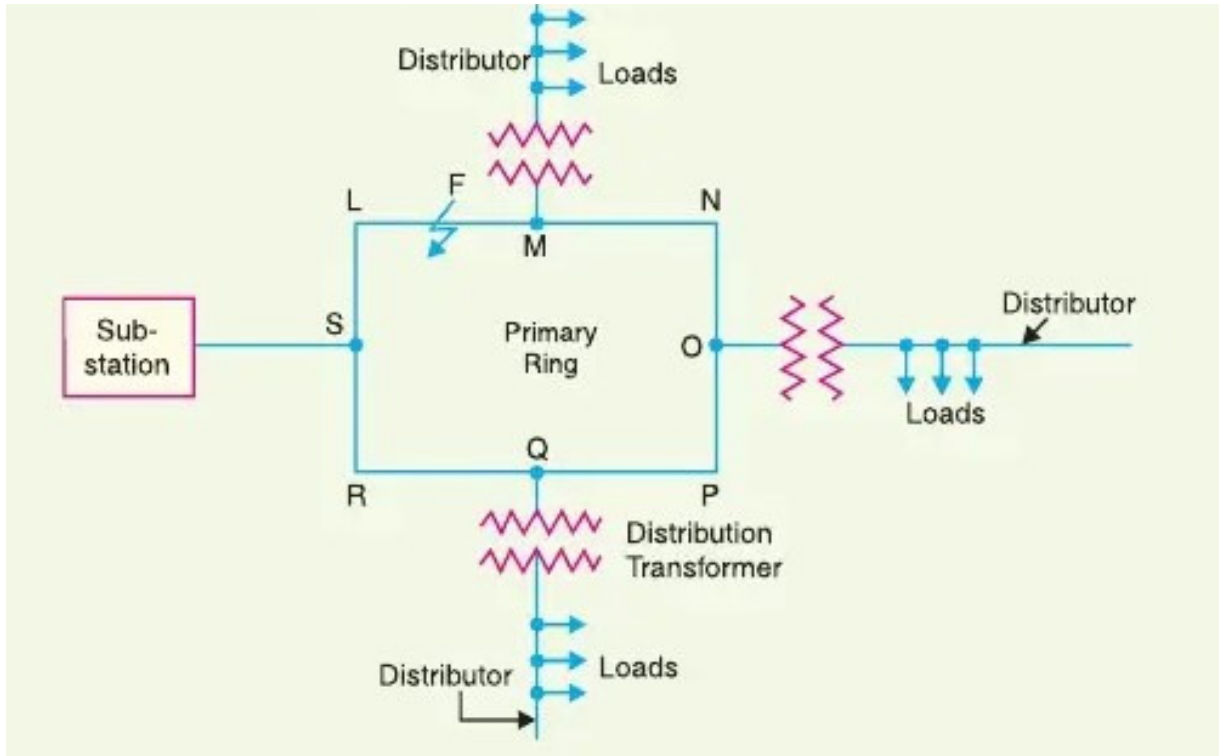 Distributor
Loads
F
L
N
M
Sub-
station
S
Primary
Ring
O
Distributor
Loads
Q
R
P
Distribution
Transformer
Distributor
Loads